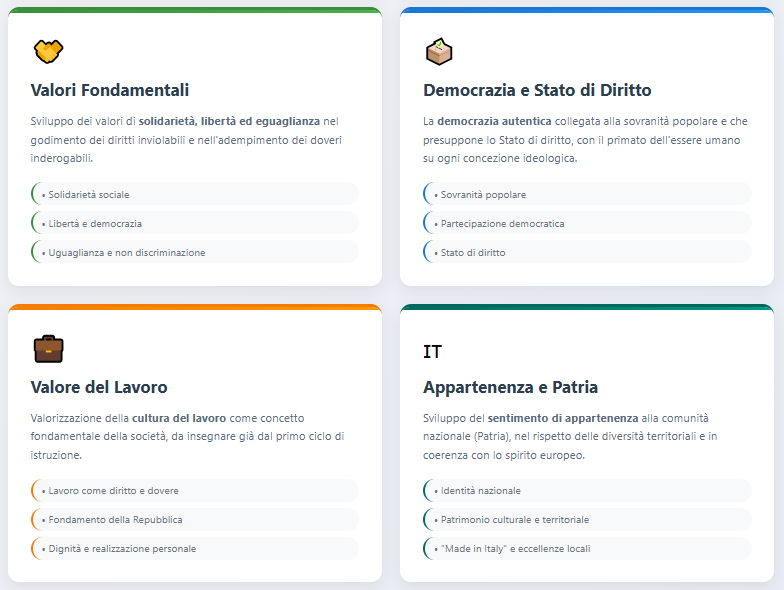 Valori Fondamentali
Sviluppo dei valori di solidarietà, libertà ed eguaglianza nel
godimento dei diritti inviolabili e nell'adempimento dei doveri
inderogabili.
• Solidarietà sociale
• Libertà e democrazia
• Uguaglianza e non discriminazione
Democrazia e Stato di Diritto
La democrazia autentica collegata alla sovranità popolare e che
presuppone lo Stato di diritto, con il primato dell'essere umano
su ogni concezione ideologica.
• Sovranità popolare
• Partecipazione democratica
• Stato di diritto
Valore del Lavoro
Valorizzazione della cultura del lavoro come concetto
fondamentale della società, da insegnare già dal primo ciclo di
istruzione.
• Lavoro come diritto e dovere
• Fondamento della Repubblica
• Dignità e realizzazione personale
IT
Appartenenza e Patria
Sviluppo del sentimento di appartenenza alla comunità
nazionale (Patria), nel rispetto delle diversità territoriali e in
coerenza con lo spirito europeo.
• Identità nazionale
• Patrimonio culturale e territoriale
• "Made in Italy" e eccellenze locali